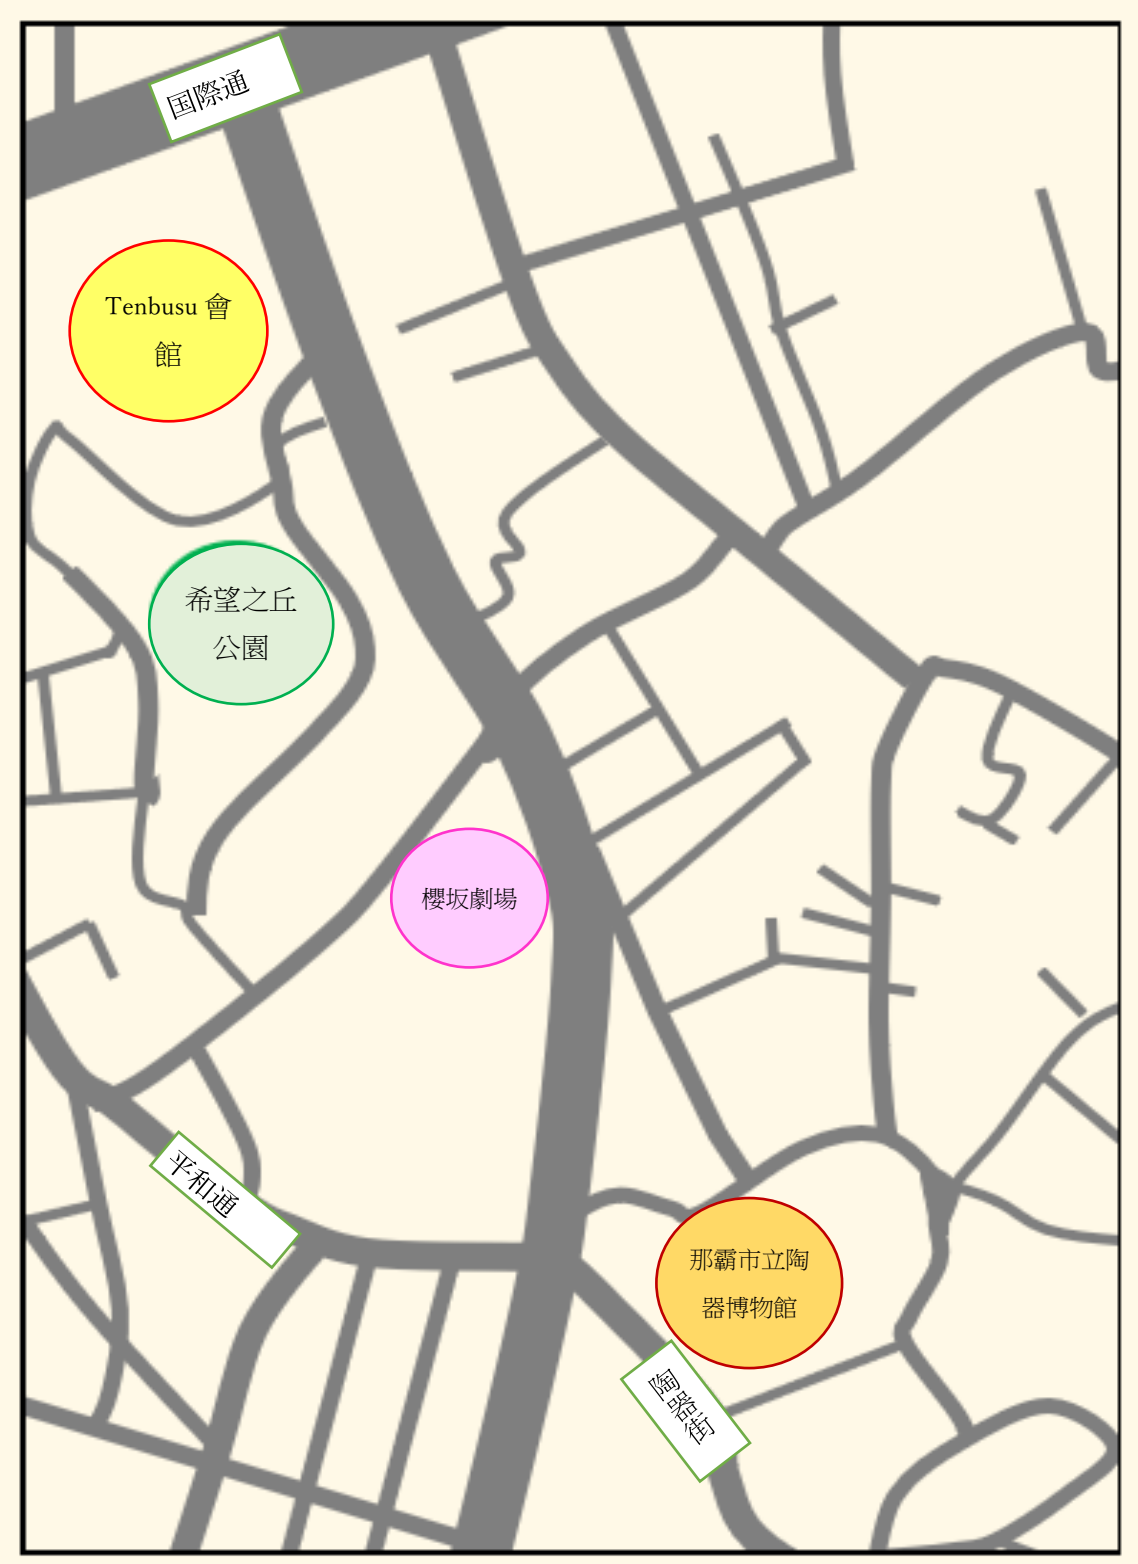 国際通
Tenbusu 會
館
希望之丘
公園
櫻坂劇場
平和通
那霸市立陶
器博物館
陶器街